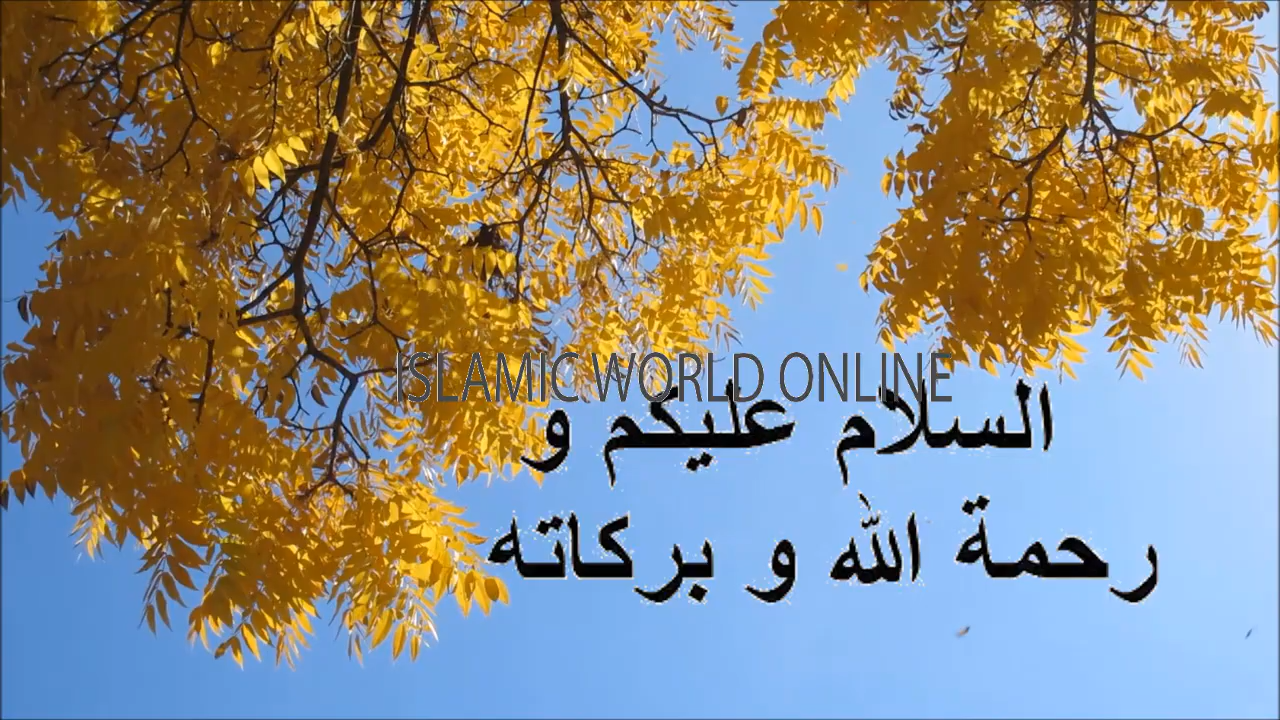 ISLAMIC WORLD ONLINE
السلام عليكم و
رحمة الله و بركاته